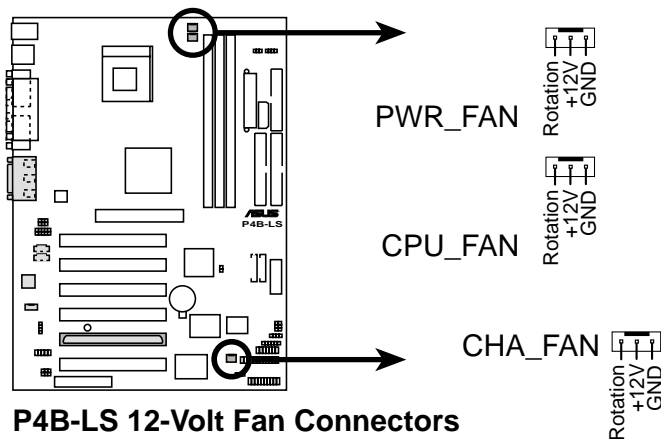 PWR_FAN
Rotation
+12V
GND
CPU_FAN
Rotation
+12V
GND
ASUS
P4B-LS
CHA_FAN
Rotation
+12V
GND
P4B-LS 12-Volt Fan Connectors